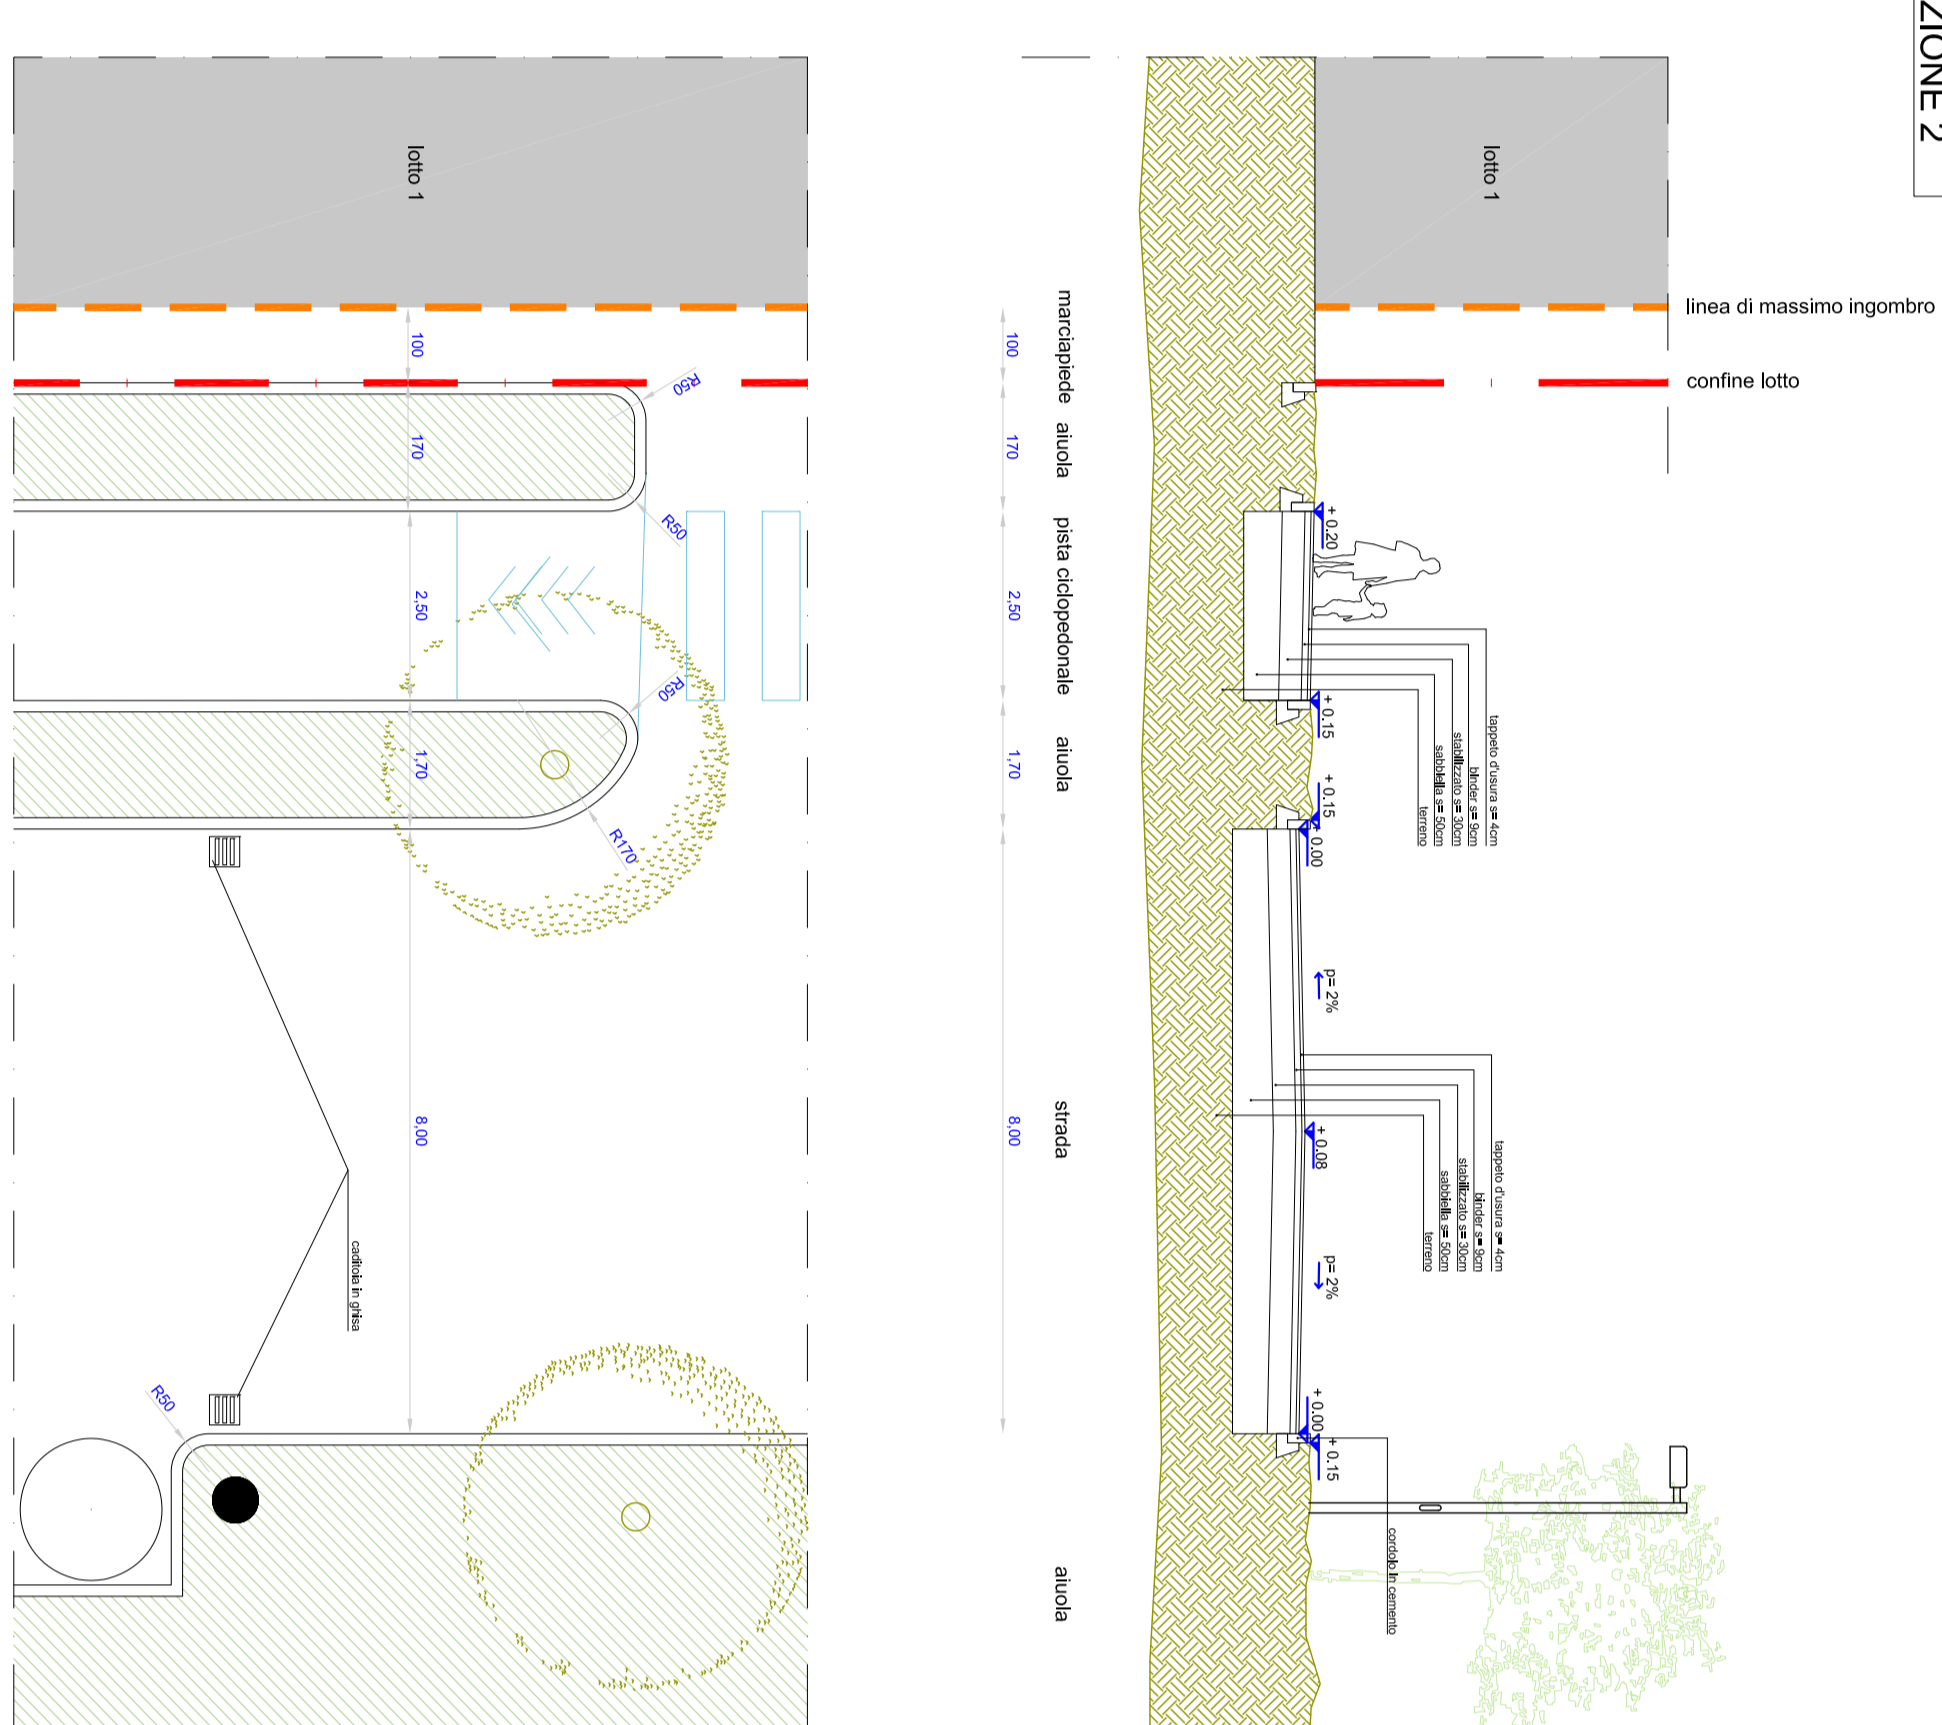 ZIONE 2
lotto 1
lotto 1
linea di massimo ingombro
confine lotto
marciapiede
aiuola
pista ciclopedonale
aiuola
strada
aiuola
100
170
2,50
1,70
8,00
100
170
2,50
1,70
8,00
R50
R50
R50
R170
R50
caditoia in ghisa
+ 0.20
+ 0.15
+ 0.15
+ 0.00
p= 2%
+ 0.08
p= 2%
+ 0.00
+ 0.15
tappeto d'usura s= 4cm
binder s= 9cm
stabilizzato s= 30cm
sabbiella s= 50cm
terreno
tappeto d'usura s= 4cm
binder s= 9cm
stabilizzato s= 30cm
sabbiella s= 50cm
terreno
cordolo in cemento